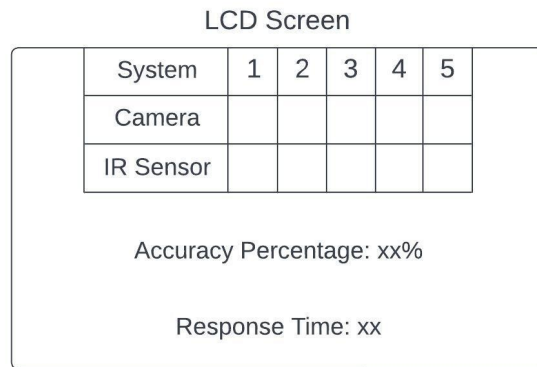 LCD Screen
System 1 2 3 4 5
Camera
IR Sensor
Accuracy Percentage: xx%
Response Time: xx